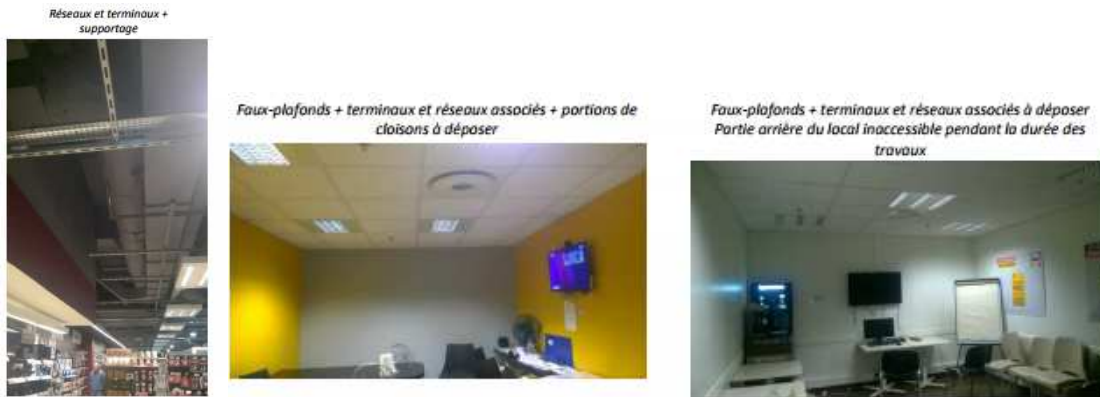 Réseaux et terminaux +
supportage
Faux-plafonds + terminaux et réseaux associés + portions de
cloisons à déposer
Faux-plafonds + terminaux et réseaux associés à déposer
Partie arrière du local inaccessible pendant la durée des
travaux